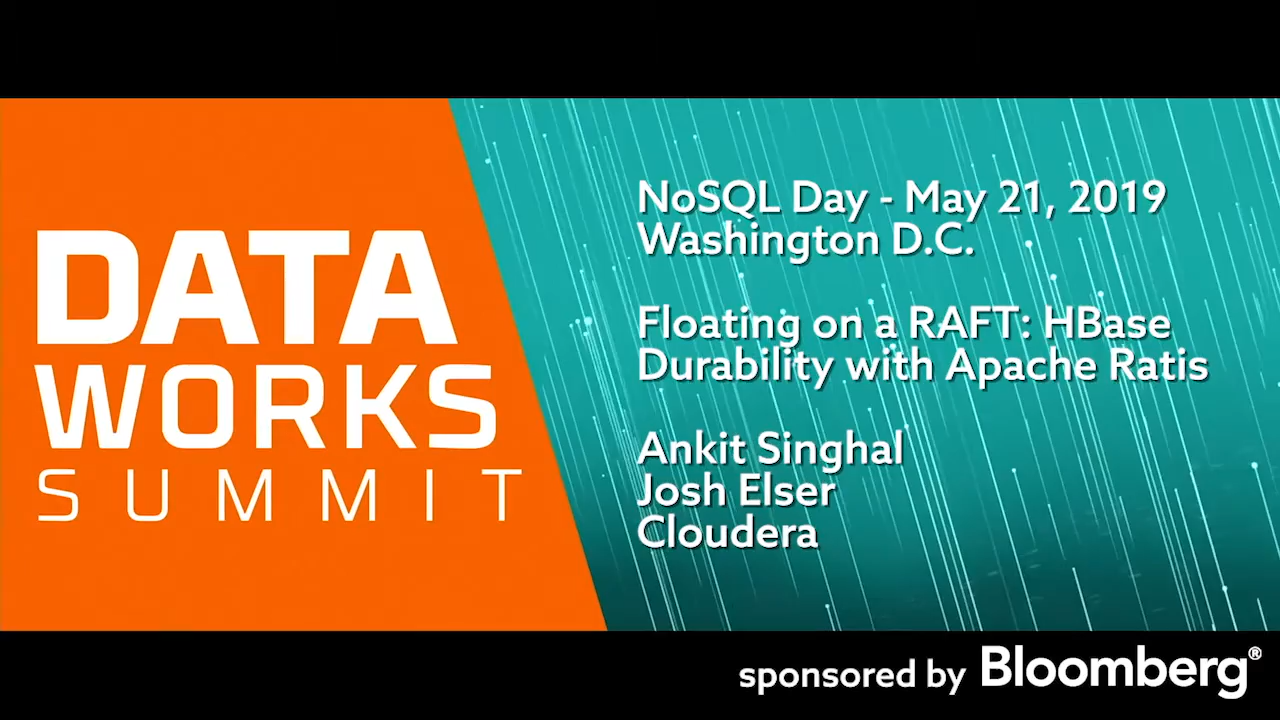 DATA
WORKS
SUMMIT
NoSQL Day - May 21, 2019
Washington D.C.
Floating on a RAFT: HBase
Durability with Apache Ratis
Ankit Singhal
Josh Elser
Cloudera
sponsored by Bloomberg®